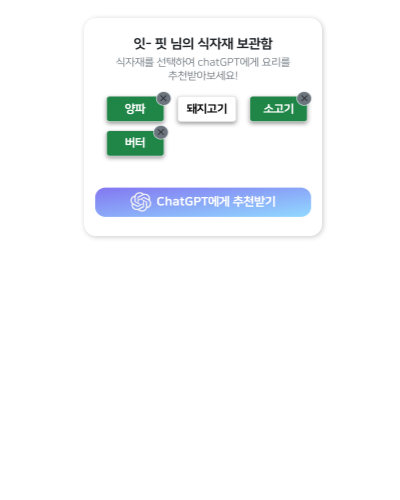 잇- 핏 님의 식자재 보관함
식자재를 선택하여 chatGPT에게 요리를
추천받아보세요!
양파 돼지고기 소고기
버터
ChatGPT에게 추천받기